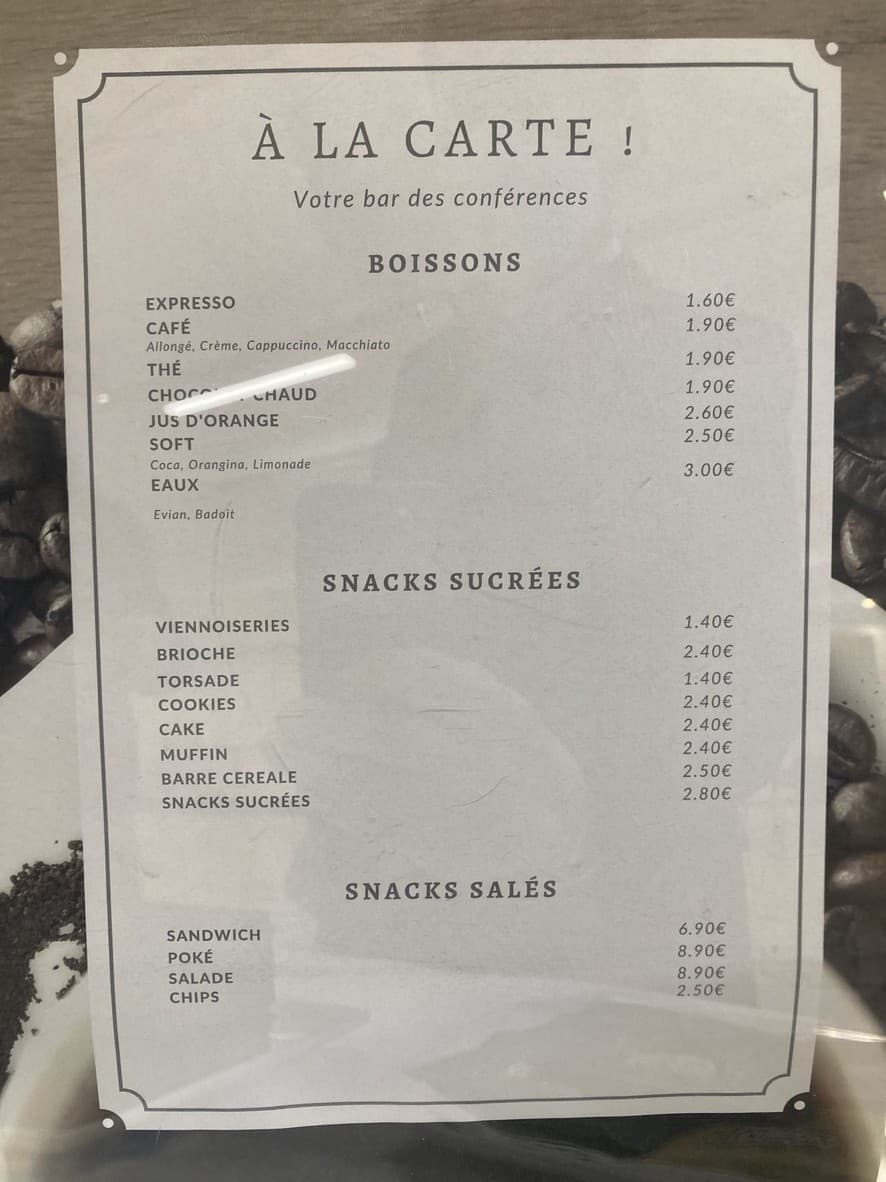 À LA CARTE !
Votre bar des conférences
BOISSONS
EXPRESSO 1.60€
CAFÉ 1.90€
Allongé, Crème, Cappuccino, Macchiato
THÉ 1.90€
CHAUD 1.90€
JUS D'ORANGE 2.60€
SOFT 2.50€
Coca, Orangina, Limonade
EAUX 3.00€
Evian, Badoit
SNACKS SUCRÉES
VIENNOISERIES 1.40€
BRIOCHE 2.40€
TORSADE 1.40€
COOKIES 2.40€
CAKE 2.40€
MUFFIN 2.40€
BARRE CEREALE 2.50€
SNACKS SUCRÉES 2.80€
SNACKS SALÉS
SANDWICH 6.90€
POKÉ 8.90€
SALADE 8.90€
CHIPS 2.50€